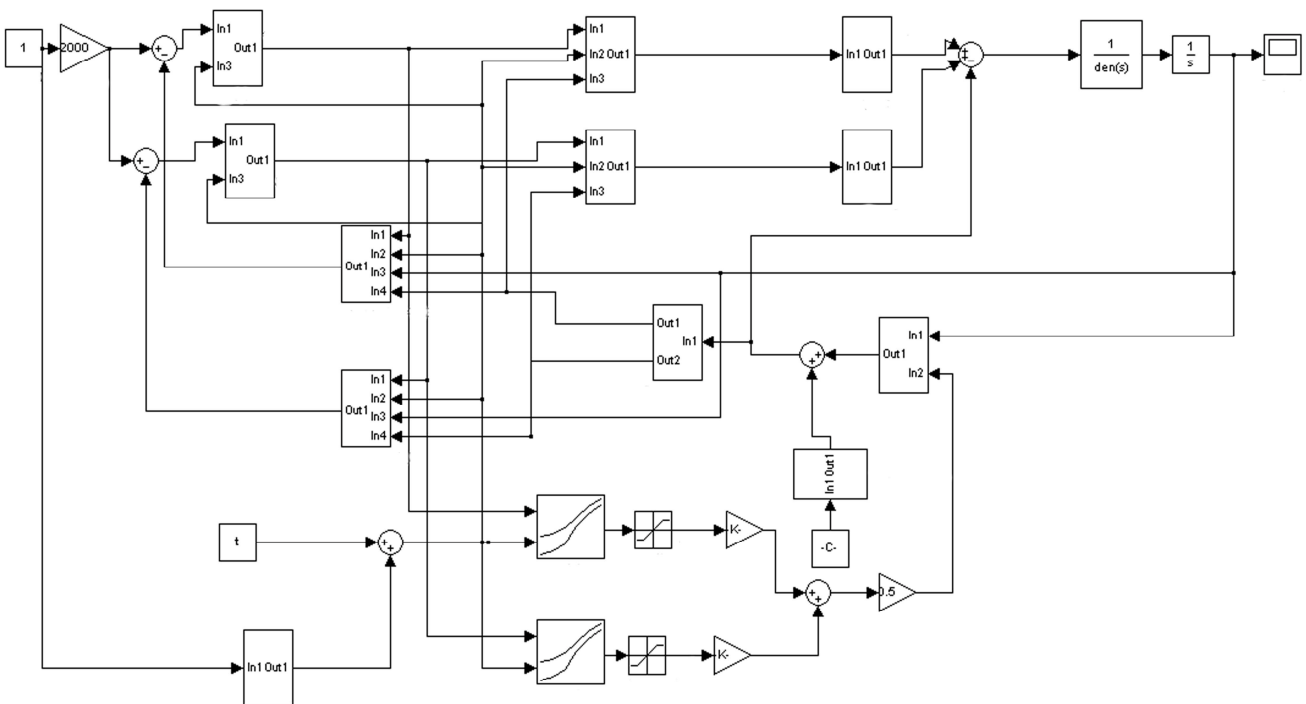 1
2000
+
-
In1
Out1
In3
In1
In2 Out1
In3
In1 Out1
+
+
-
1
den(s)
1
s
+
-
In1
Out1
In3
In1
In2 Out1
In3
In1 Out1
In1
In2
Out1
In3
In4
Out1
In1
Out2
+
+
In1
Out1
In2
In1
In2
Out1
In3
In4
In1 Out1
-C-
t
+
+
K-
+
+
0.5
K-
In1 Out1